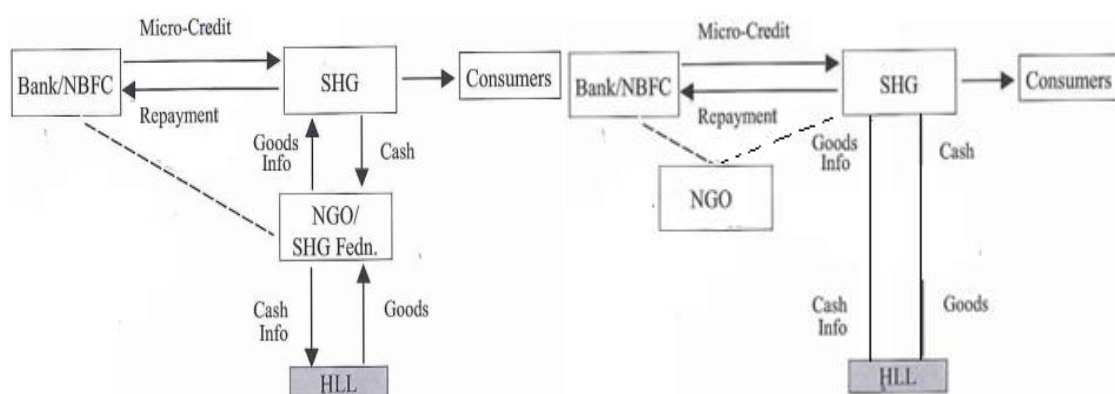 Micro-Credit
Bank/NBFC
SHG
Consumers
Repayment
Goods
Info
Cash
NGO/
SHG Fedn.
Cash
Info
Goods
HLL
Micro-Credit
Bank/NBFC
SHG
Consumers
Repayment
Goods
Info
Cash
NGO
Cash
Info
Goods
HLL